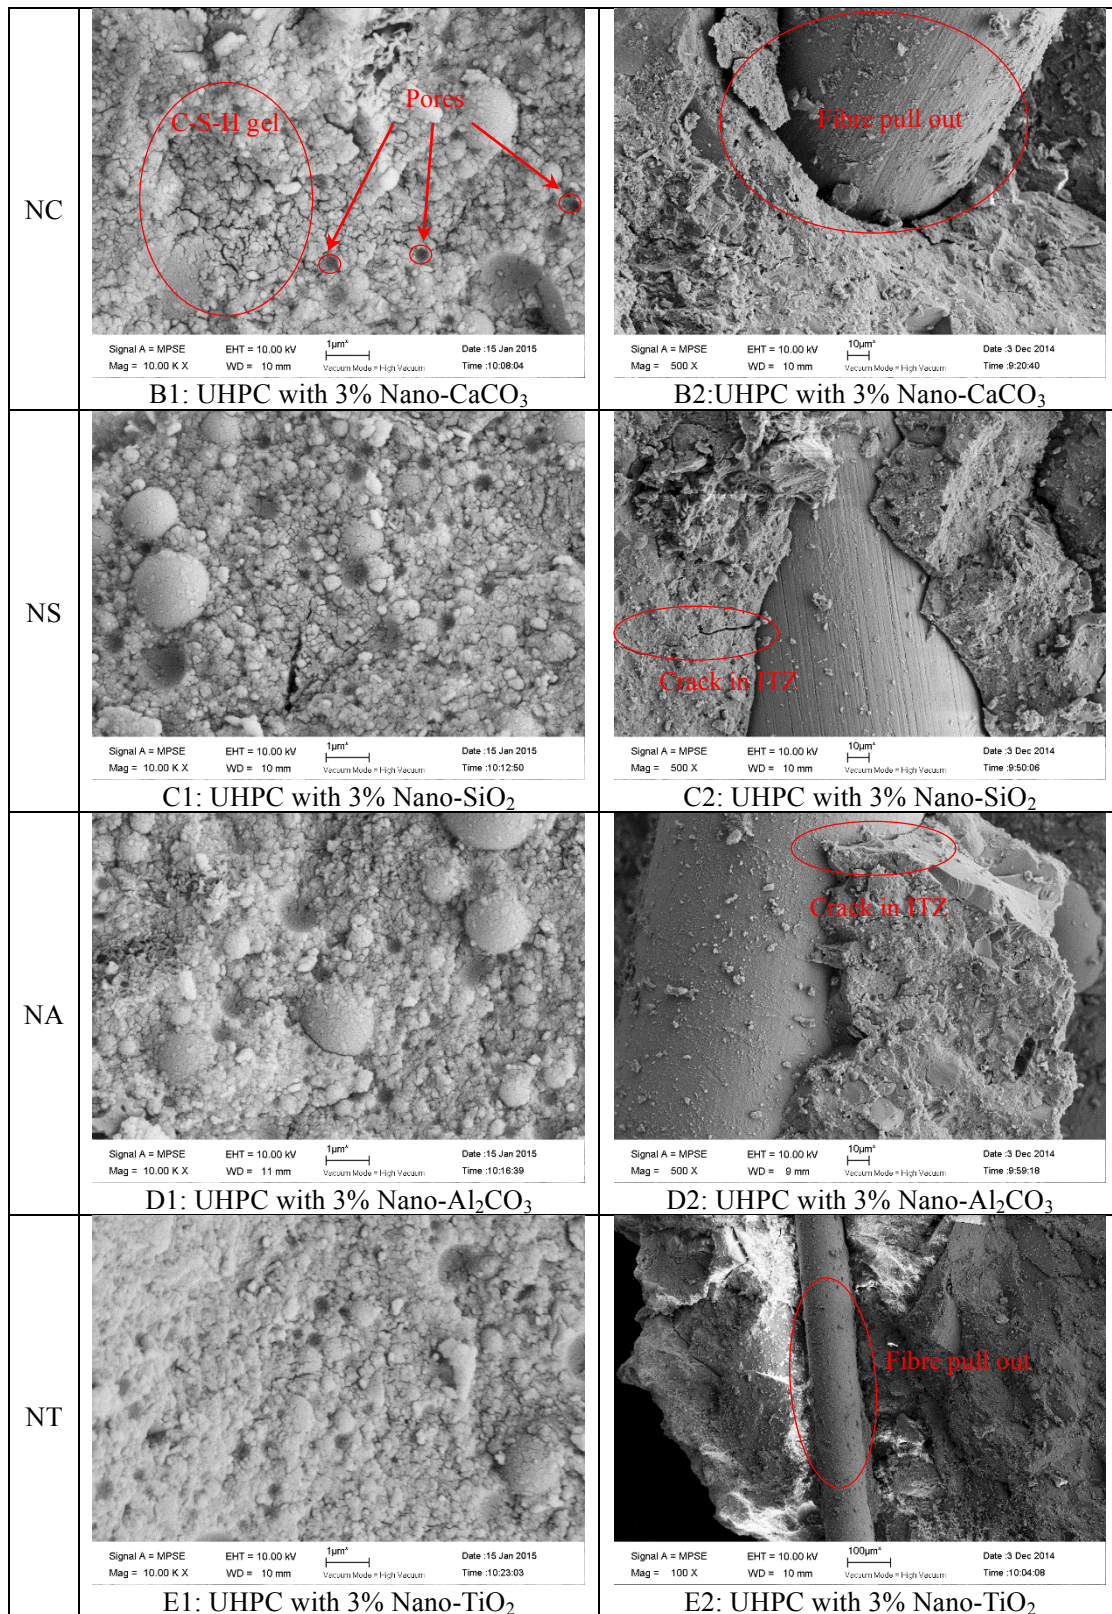 NC
C-S-H gel
Pores
Signal A = MPSE EHT = 10.00 kV 1µm* Date :15 Jan 2015
Mag = 10.00 K X WD = 10 mm Vacuum Mode = High Vacuum Time :10:08:04
B1: UHPC with 3% Nano-CaCO₃
Fibre pull out
Signal A = MPSE EHT = 10.00 kV 10µm* Date :3 Dec 2014
Mag = 500 X WD = 10 mm Vacuum Mode = High Vacuum Time :9:20:40
B2:UHPC with 3% Nano-CaCO₃
NS
Signal A = MPSE EHT = 10.00 kV 1µm* Date :15 Jan 2015
Mag = 10.00 K X WD = 10 mm Vacuum Mode = High Vacuum Time :10:12:50
C1: UHPC with 3% Nano-SiO₂
Crack in ITZ
Signal A = MPSE EHT = 10.00 kV 10µm* Date :3 Dec 2014
Mag = 500 X WD = 10 mm Vacuum Mode = High Vacuum Time :9:50:06
C2: UHPC with 3% Nano-SiO₂
NA
Signal A = MPSE EHT = 10.00 kV 1µm* Date :15 Jan 2015
Mag = 10.00 K X WD = 11 mm Vacuum Mode = High Vacuum Time :10:16:39
D1: UHPC with 3% Nano-Al₂CO₃
Crack in ITZ
Signal A = MPSE EHT = 10.00 kV 10µm* Date :3 Dec 2014
Mag = 500 X WD = 9 mm Vacuum Mode = High Vacuum Time :9:59:18
D2: UHPC with 3% Nano-Al₂CO₃
NT
Signal A = MPSE EHT = 10.00 kV 1µm* Date :15 Jan 2015
Mag = 10.00 K X WD = 10 mm Vacuum Mode = High Vacuum Time :10:23:03
E1: UHPC with 3% Nano-TiO₂
Fibre pull out
Signal A = MPSE EHT = 10.00 kV 100µm* Date :3 Dec 2014
Mag = 100 X WD = 10 mm Vacuum Mode = High Vacuum Time :10:04:08
E2: UHPC with 3% Nano-TiO₂